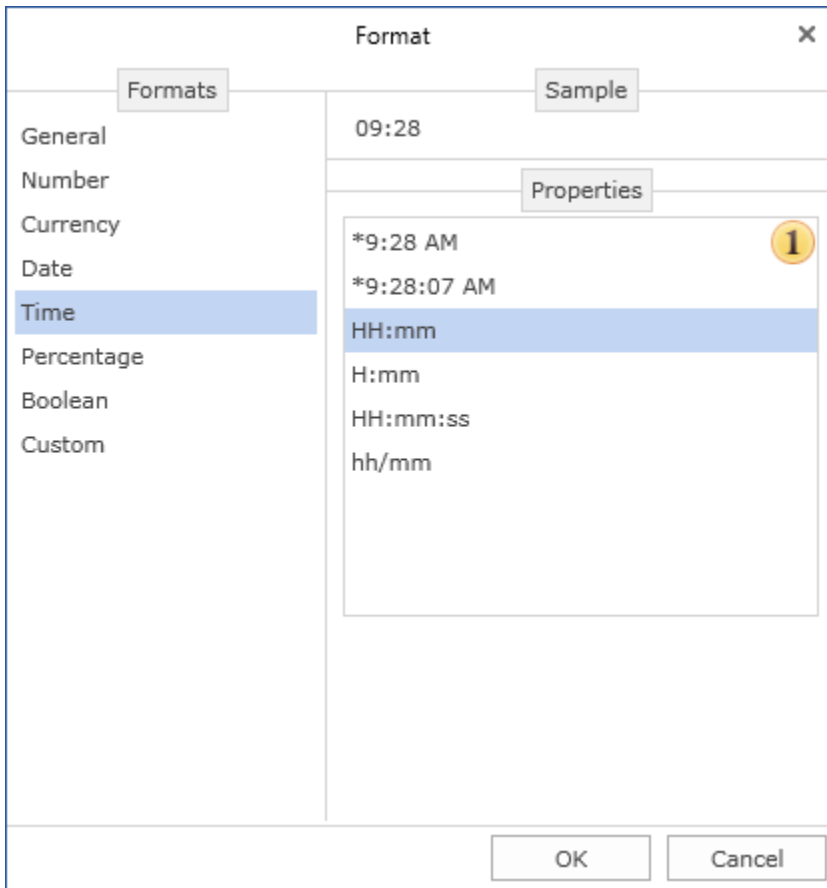 Format
Formats
General
Number
Currency
Date
Time
Percentage
Boolean
Custom
Sample
09:28
Properties
*9:28 AM
1
*9:28:07 AM
HH:mm
H:mm
HH:mm:ss
hh/mm
OK
Cancel